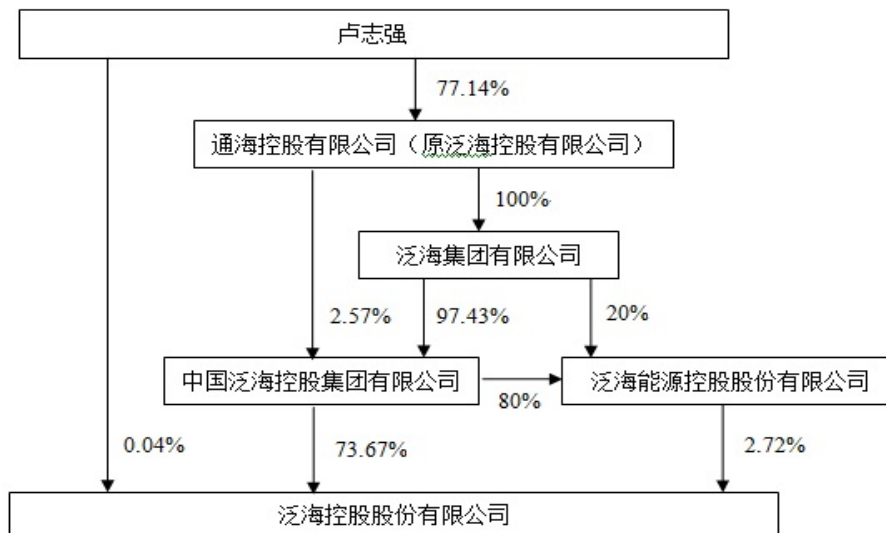 卢志强
77.14%
通海控股有限公司（原泛海控股有限公司）
100%
泛海集团有限公司
2.57%
97.43%
20%
中国泛海控股集团有限公司
80%
泛海能源控股股份有限公司
0.04%
73.67%
2.72%
泛海控股股份有限公司